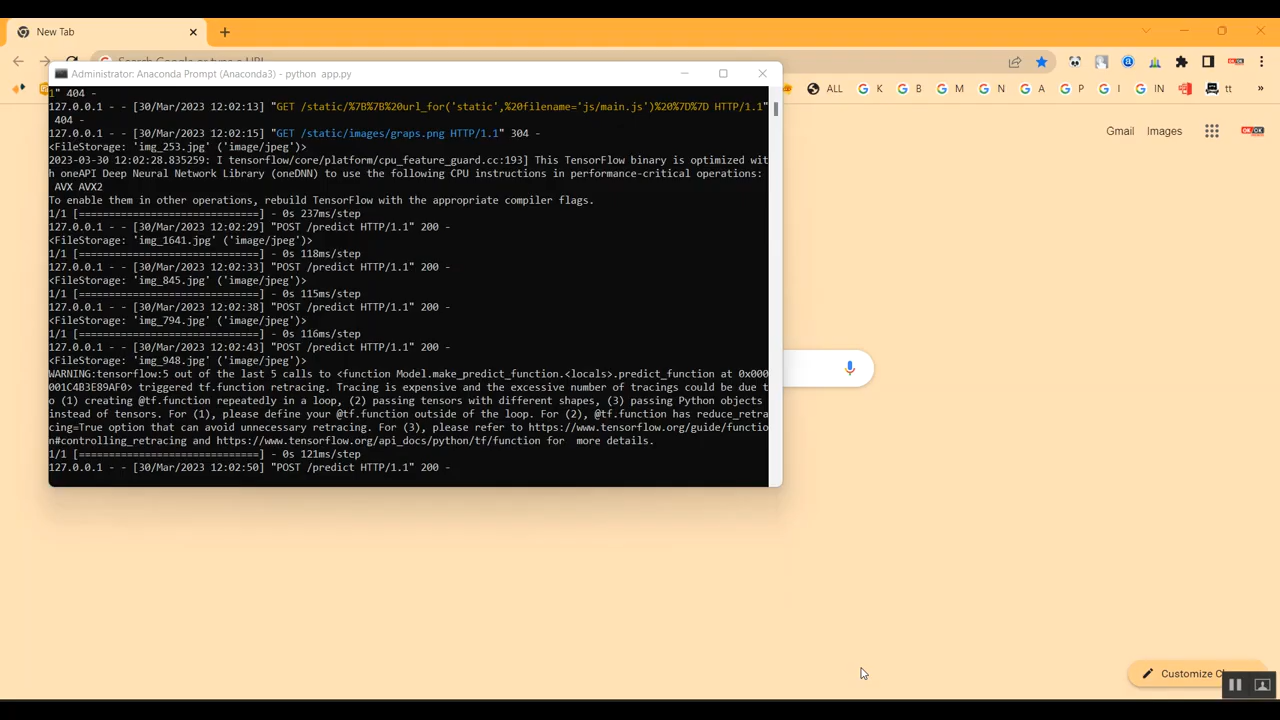 New Tab
Search Google or type a URL
Administrator: Anaconda Prompt (Anaconda3) - python app.py
ALL
K
B
M
N
A
P
I
IN
tt
»
Gmail
Images
1" 404 -
127.0.0.1 - - [30/Mar/2023 12:02:13] "GET /static/%7B%7B%20url_for('static',%20filename='js/main.js')%20%7D%7D HTTP/1.1"
404 -
127.0.0.1 - - [30/Mar/2023 12:02:15] "GET /static/images/graps.png HTTP/1.1" 304 -
<FileStorage: 'img_253.jpg' ('image/jpeg')>
2023-03-30 12:02:28.835259: I tensorflow/core/platform/cpu_feature_guard.cc:193] This TensorFlow binary is optimized wit
h oneAPI Deep Neural Network Library (oneDNN) to use the following CPU instructions in performance-critical operations:
AVX AVX2
To enable them in other operations, rebuild TensorFlow with the appropriate compiler flags.
1/1 [==============================] - 0s 237ms/step
127.0.0.1 - - [30/Mar/2023 12:02:29] "POST /predict HTTP/1.1" 200 -
<FileStorage: 'img_1641.jpg' ('image/jpeg')>
1/1 [==============================] - 0s 118ms/step
127.0.0.1 - - [30/Mar/2023 12:02:33] "POST /predict HTTP/1.1" 200 -
<FileStorage: 'img_845.jpg' ('image/jpeg')>
1/1 [==============================] - 0s 115ms/step
127.0.0.1 - - [30/Mar/2023 12:02:38] "POST /predict HTTP/1.1" 200 -
<FileStorage: 'img_794.jpg' ('image/jpeg')>
1/1 [==============================] - 0s 116ms/step
127.0.0.1 - - [30/Mar/2023 12:02:43] "POST /predict HTTP/1.1" 200 -
<FileStorage: 'img_948.jpg' ('image/jpeg')>
WARNING:tensorflow:5 out of the last 5 calls to <function Model.make_predict_function.<locals>.predict_function at 0x000
001C4B3E89AF0> triggered tf.function retracing. Tracing is expensive and the excessive number of tracings could be due t
o (1) creating @tf.function repeatedly in a loop, (2) passing tensors with different shapes, (3) passing Python objects
instead of tensors. For (1), please define your @tf.function outside of the loop. For (2), @tf.function has reduce_retra
cing=True option that can avoid unnecessary retracing. For (3), please refer to https://www.tensorflow.org/guide/functio
n#controlling_retracing and https://www.tensorflow.org/api_docs/python/tf/function for  more details.
1/1 [==============================] - 0s 121ms/step
127.0.0.1 - - [30/Mar/2023 12:02:50] "POST /predict HTTP/1.1" 200 -
Customize C